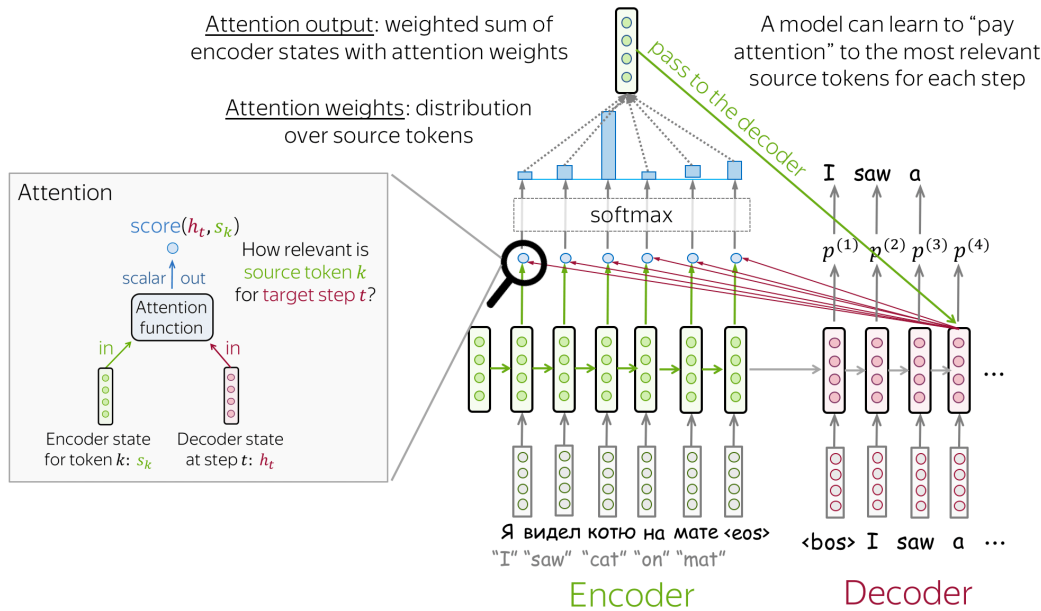 Attention output: weighted sum of
encoder states with attention weights
A model can learn to “pay
attention” to the most relevant
source tokens for each step
pass to the decoder
Attention weights: distribution
over source tokens
Attention
score(hₜ, sₖ)
How relevant is
source token k
for target step t?
scalar out
Attention
function
in in
Encoder state
for token k: sₖ
Decoder state
at step t: hₜ
softmax
I saw a
p⁽¹⁾ p⁽²⁾ p⁽³⁾ p⁽⁴⁾
...
Я видел котю на мате <eos>
“I” “saw” “cat” “on” “mat”
<bos> I saw a ...
Encoder
Decoder